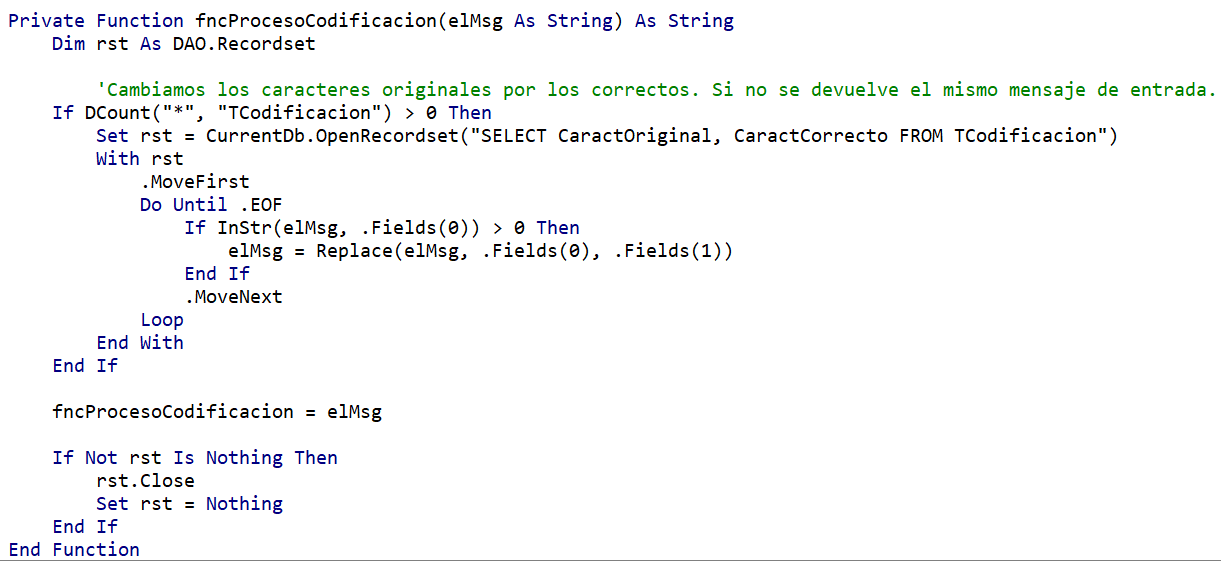 Private Function fncProcesoCodificacion(elMsg As String) As String
    Dim rst As DAO.Recordset

        'Cambiamos los caracteres originales por los correctos. Si no se devuelve el mismo mensaje de entrada.
    If DCount("*", "TCodificacion") > 0 Then
        Set rst = CurrentDb.OpenRecordset("SELECT CaractOriginal, CaractCorrecto FROM TCodificacion")
        With rst
            .MoveFirst
            Do Until .EOF
                If InStr(elMsg, .Fields(0)) > 0 Then
                    elMsg = Replace(elMsg, .Fields(0), .Fields(1))
                End If
                .MoveNext
            Loop
        End With
    End If

    fncProcesoCodificacion = elMsg

    If Not rst Is Nothing Then
        rst.Close
        Set rst = Nothing
    End If
End Function